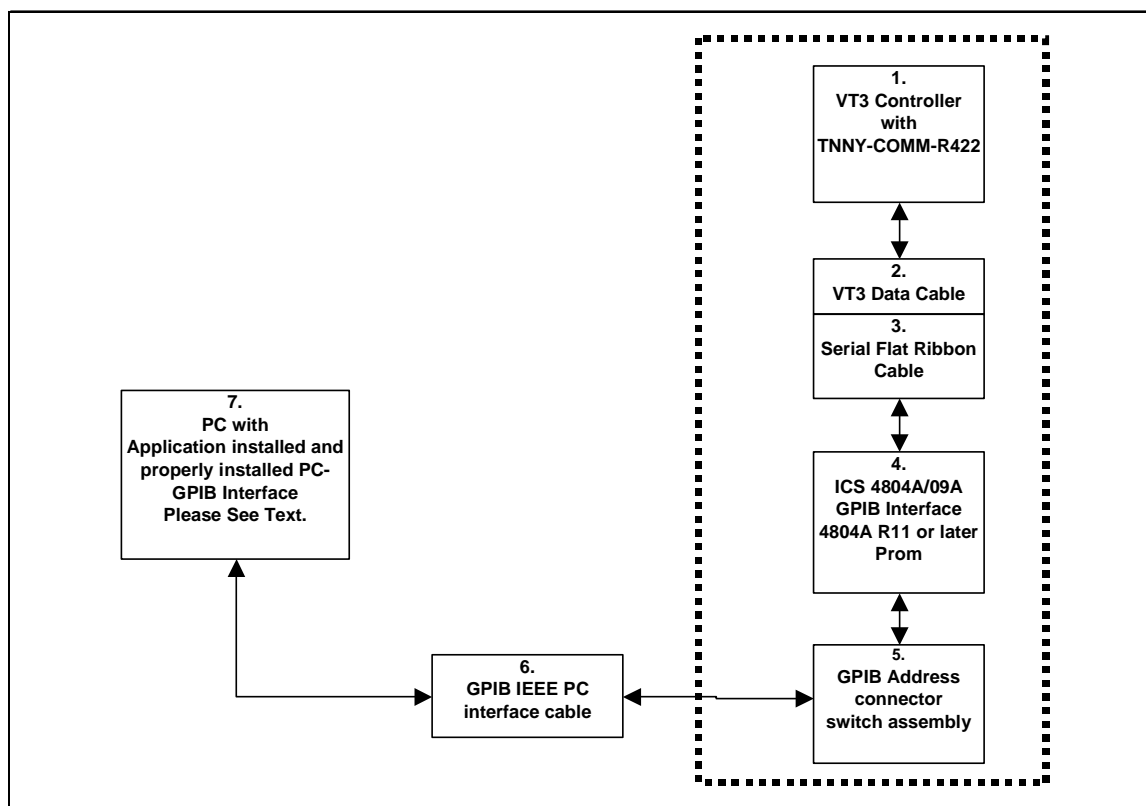 1.
VT3 Controller
with
TNNY-COMM-R422
2.
VT3 Data Cable
3.
Serial Flat Ribbon
Cable
4.
ICS 4804A/09A
GPIB Interface
4804A R11 or later
Prom
5.
GPIB Address
connector
switch assembly
6.
GPIB IEEE PC
interface cable
7.
PC with
Application installed and
properly installed PC-
GPIB Interface
Please See Text.